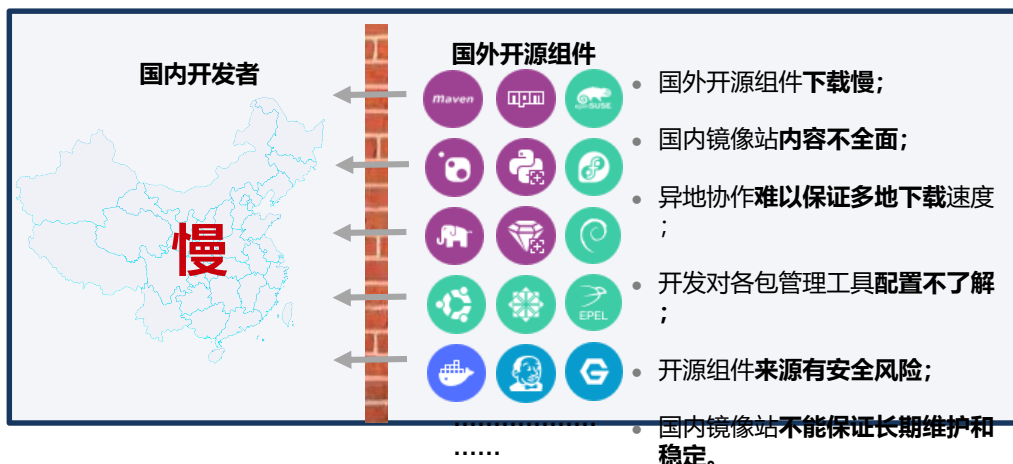 国内开发者
慢
国外开源组件
maven
npm
openSUSE
EPEL
..................
......
国外开源组件下载慢；
国内镜像站内容不全面；
异地协作难以保证多地下载速度
；
开发对各包管理工具配置不了解
；
开源组件来源有安全风险；
国内镜像站不能保证长期维护和
稳定。